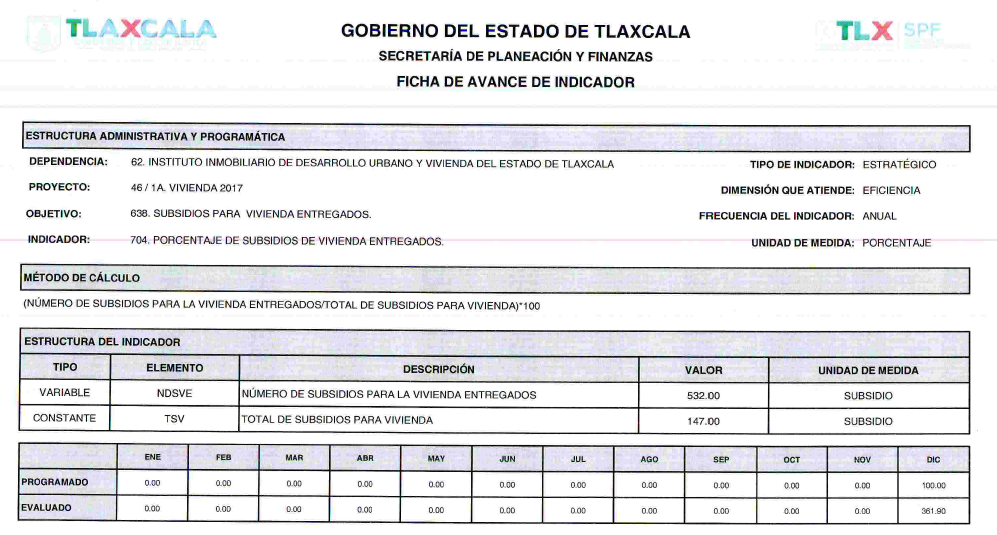 TLAXCALA
GOBIERNO DEL ESTADO DE TLAXCALA
TLX SPF
SECRETARÍA DE PLANEACIÓN Y FINANZAS
FICHA DE AVANCE DE INDICADOR
ESTRUCTURA ADMINISTRATIVA Y PROGRAMÁTICA
DEPENDENCIA: 62. INSTITUTO INMOBILIARIO DE DESARROLLO URBANO Y VIVIENDA DEL ESTADO DE TLAXCALA TIPO DE INDICADOR: ESTRATÉGICO
PROYECTO: 46 / 1A. VIVIENDA 2017 DIMENSIÓN QUE ATIENDE: EFICIENCIA
OBJETIVO: 638. SUBSIDIOS PARA VIVIENDA ENTREGADOS. FRECUENCIA DEL INDICADOR: ANUAL
INDICADOR: 704. PORCENTAJE DE SUBSIDIOS DE VIVIENDA ENTREGADOS. UNIDAD DE MEDIDA: PORCENTAJE
MÉTODO DE CÁLCULO
(NÚMERO DE SUBSIDIOS PARA LA VIVIENDA ENTREGADOS/TOTAL DE SUBSIDIOS PARA VIVIENDA)*100
ESTRUCTURA DEL INDICADOR
TIPO ELEMENTO DESCRIPCIÓN VALOR UNIDAD DE MEDIDA
VARIABLE NDSVE NÚMERO DE SUBSIDIOS PARA LA VIVIENDA ENTREGADOS 532.00 SUBSIDIO
CONSTANTE TSV TOTAL DE SUBSIDIOS PARA VIVIENDA 147.00 SUBSIDIO
ENE FEB MAR ABR MAY JUN JUL AGO SEP OCT NOV DIC
PROGRAMADO 0.00 0.00 0.00 0.00 0.00 0.00 0.00 0.00 0.00 0.00 0.00 100.00
EVALUADO 0.00 0.00 0.00 0.00 0.00 0.00 0.00 0.00 0.00 0.00 0.00 361.90